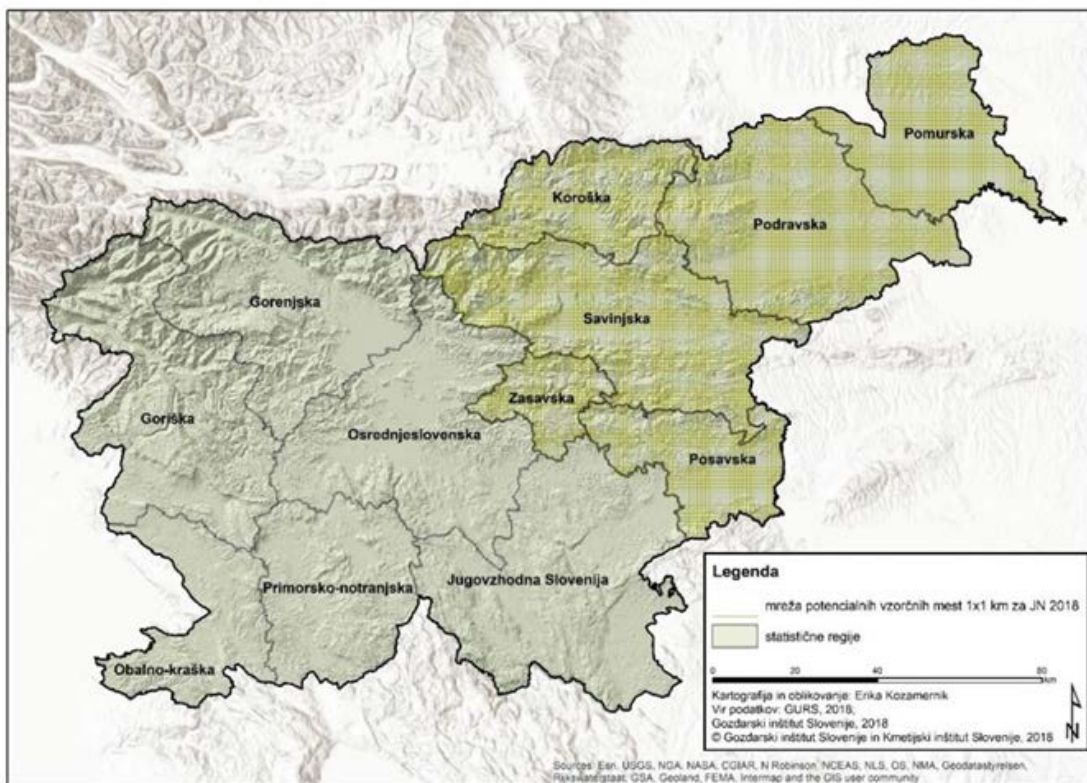 Pomurska
Koroška
Podravska
Gorenjska
Savinjska
Zasavska
Goriška
Osrednjeslovenska
Posavska
Primorsko-notranjska
Jugovzhodna Slovenija
Obalno-kraška
Legenda
mreža potencialnih vzorčnih mest 1x1 km za JN 2018
statistične regije
0 20 40 80
km
Kartografija in oblikovanje: Erika Kozamernik
Vir podatkov: GURS, 2018,
Gozdarski inštitut Slovenije, 2018
© Gozdarski inštitut Slovenije in Kmetijski inštitut Slovenije, 2018
N
Sources: Esri, USGS, NGA, NASA, CGIAR, N Robinson, NCEAS, NLS, OS, NMA, Geodatastyrelsen,
Rijkswaterstaat, GSA, Geoland, FEMA, Intermap and the GIS user community